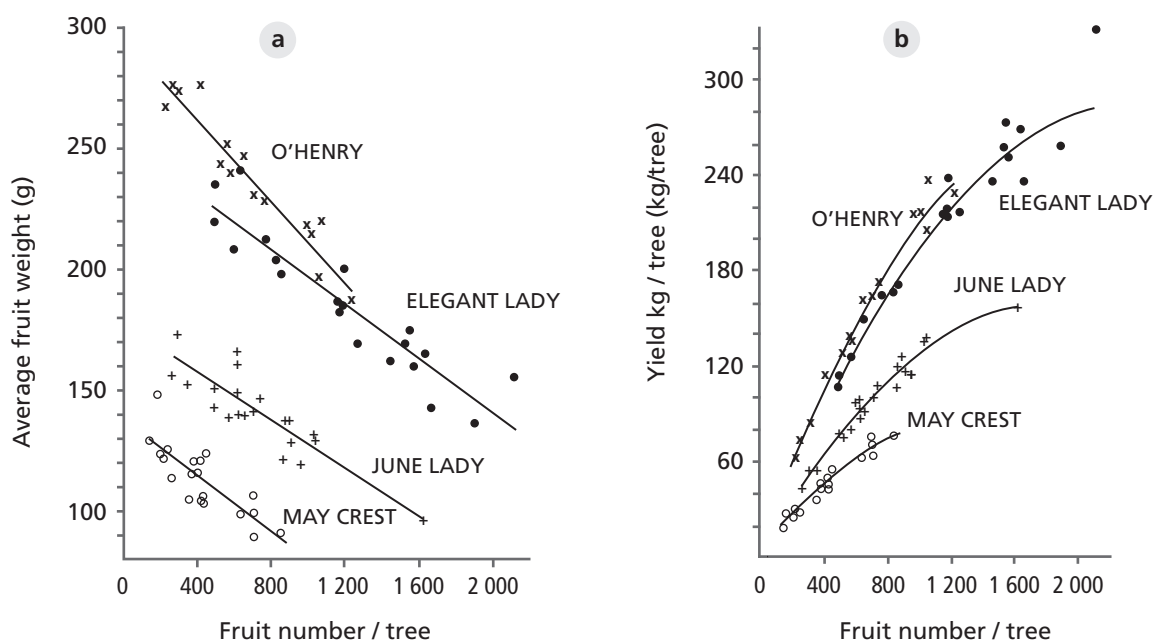 a
Average fruit weight (g)
300
250
200
150
100
O'HENRY
ELEGANT LADY
JUNE LADY
MAY CREST
0 400 800 1 200 1 600 2 000
Fruit number / tree
b
Yield kg / tree (kg/tree)
300
240
180
120
60
O'HENRY
ELEGANT LADY
JUNE LADY
MAY CREST
0 400 800 1 200 1 600 2 000
Fruit number / tree